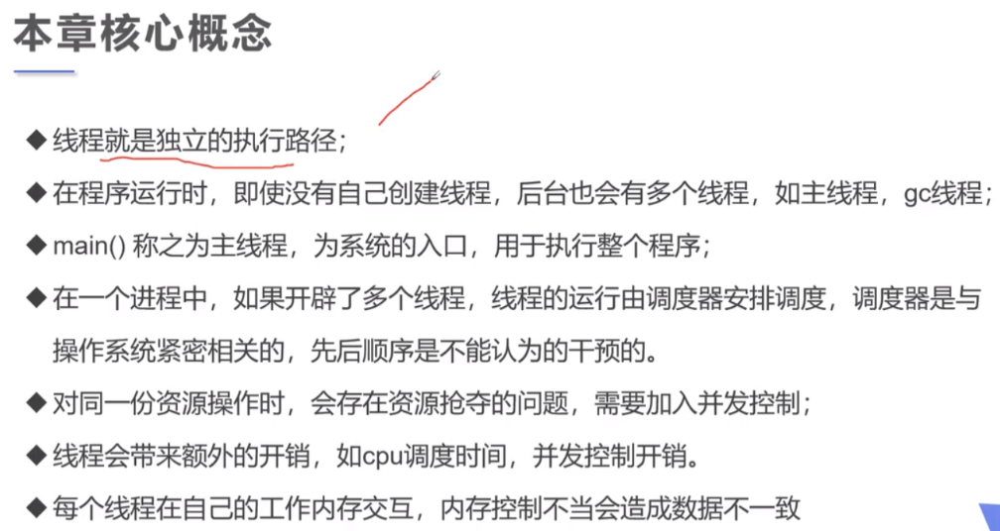 本章核心概念
◆线程就是独立的执行路径；
◆在程序运行时，即使没有自己创建线程，后台也会有多个线程，如主线程，gc线程；
◆main() 称之为主线程，为系统的入口，用于执行整个程序；
◆在一个进程中，如果开辟了多个线程，线程的运行由调度器安排调度，调度器是与
操作系统紧密相关的，先后顺序是不能认为的干预的。
◆对同一份资源操作时，会存在资源抢夺的问题，需要加入并发控制；
◆线程会带来额外的开销，如cpu调度时间，并发控制开销。
◆每个线程在自己的工作内存交互，内存控制不当会造成数据不一致